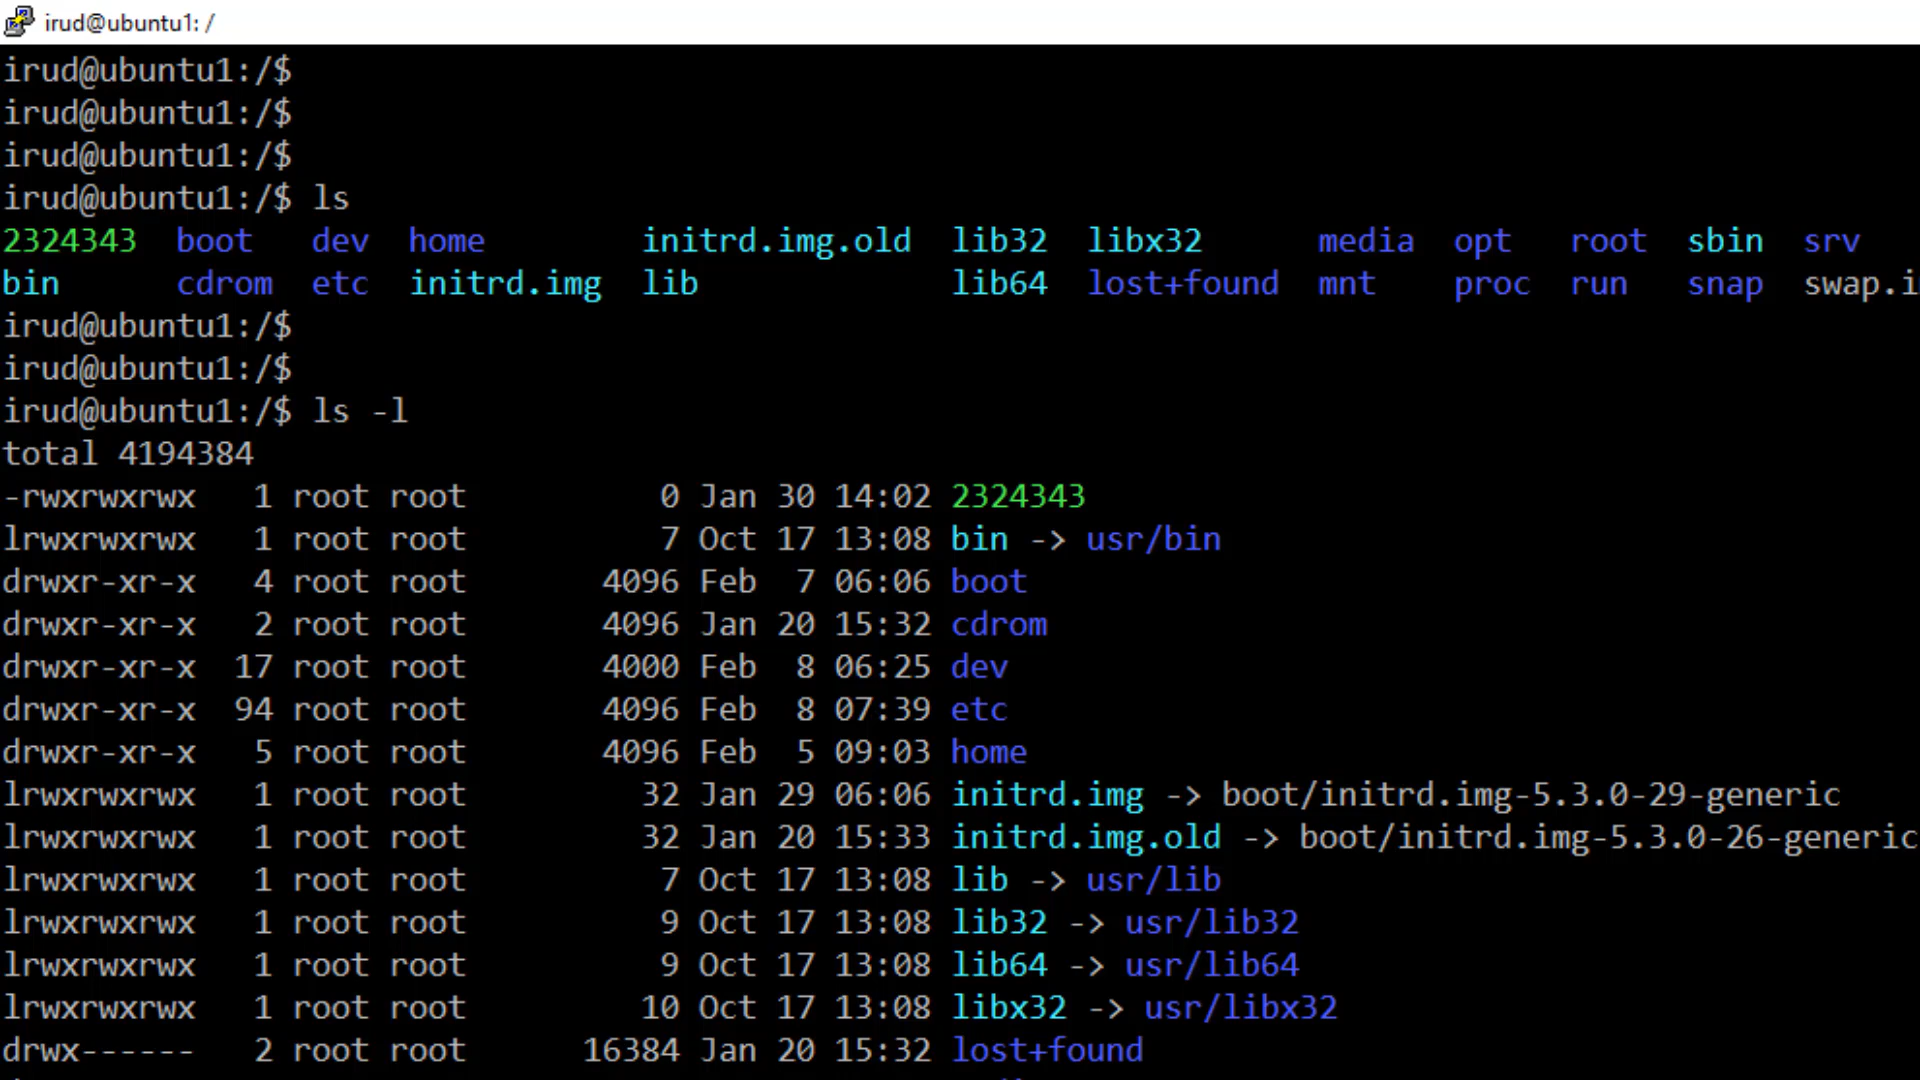 irud@ubuntu1: /
irud@ubuntu1:/$
irud@ubuntu1:/$
irud@ubuntu1:/$
irud@ubuntu1:/$ ls
2324343  boot   dev  home        initrd.img.old  lib32  libx32      media  opt   root  sbin  srv
bin      cdrom  etc  initrd.img  lib             lib64  lost+found  mnt    proc  run   snap  swap.i
irud@ubuntu1:/$
irud@ubuntu1:/$
irud@ubuntu1:/$ ls -l
total 4194384
-rwxrwxrwx   1 root root          0 Jan 30 14:02 2324343
lrwxrwxrwx   1 root root          7 Oct 17 13:08 bin -> usr/bin
drwxr-xr-x   4 root root       4096 Feb  7 06:06 boot
drwxr-xr-x   2 root root       4096 Jan 20 15:32 cdrom
drwxr-xr-x  17 root root       4000 Feb  8 06:25 dev
drwxr-xr-x  94 root root       4096 Feb  8 07:39 etc
drwxr-xr-x   5 root root       4096 Feb  5 09:03 home
lrwxrwxrwx   1 root root         32 Jan 29 06:06 initrd.img -> boot/initrd.img-5.3.0-29-generic
lrwxrwxrwx   1 root root         32 Jan 20 15:33 initrd.img.old -> boot/initrd.img-5.3.0-26-generic
lrwxrwxrwx   1 root root          7 Oct 17 13:08 lib -> usr/lib
lrwxrwxrwx   1 root root          9 Oct 17 13:08 lib32 -> usr/lib32
lrwxrwxrwx   1 root root          9 Oct 17 13:08 lib64 -> usr/lib64
lrwxrwxrwx   1 root root         10 Oct 17 13:08 libx32 -> usr/libx32
drwx------   2 root root      16384 Jan 20 15:32 lost+found